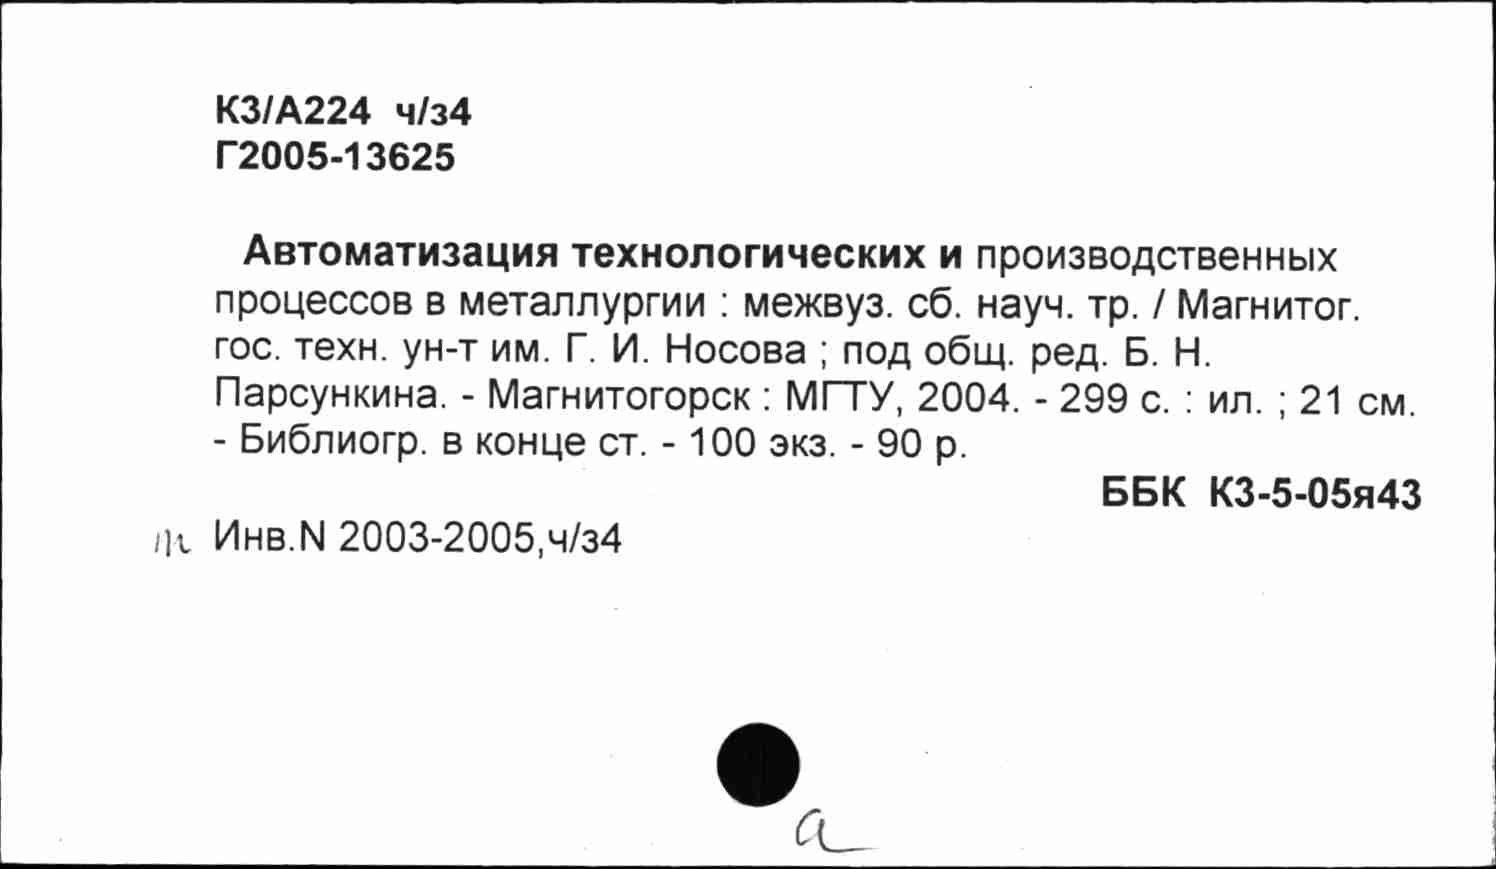 К3/А224 ч/з4
Г2005-13625
Автоматизация технологических и производственных
процессов в металлургии : межвуз. сб. науч. тр. / Магнитог.
гос. техн. ун-т им. Г. И. Носова ; под общ. ред. Б. Н.
Парсункина. - Магнитогорск : МГТУ, 2004. - 299 с. : ил. ; 21 см.
- Библиогр. в конце ст. - 100 экз. - 90 р.
ББК К3-5-05я43
Инв.N 2003-2005,ч/з4
а